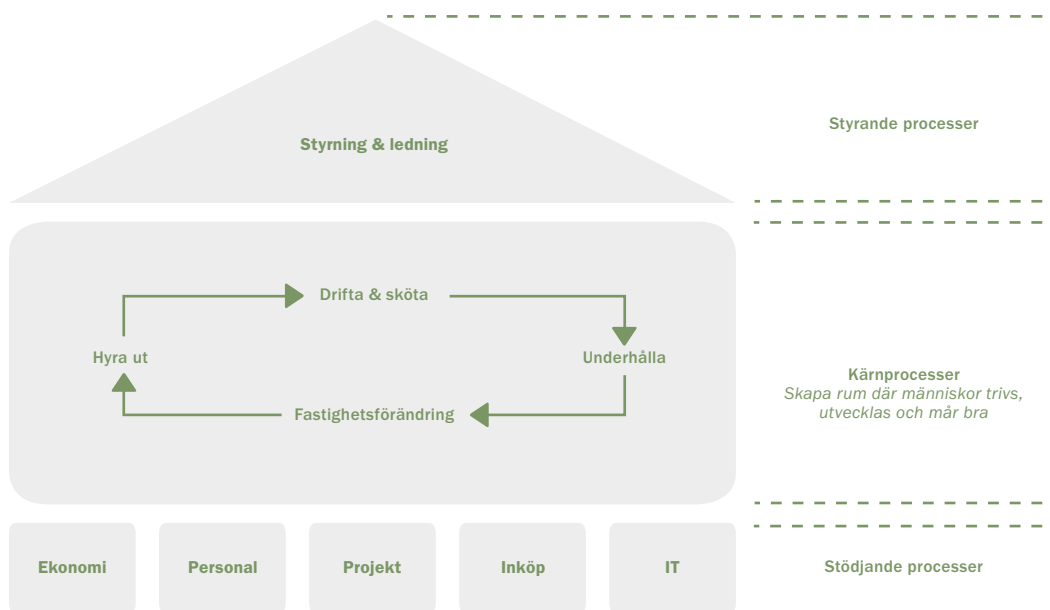 Styrande processer
Styrning & ledning
Drifta & sköta
Hyra ut
Underhålla
Fastighetsförändring
Kärnprocesser
Skapa rum där människor trivs,
utvecklas och mår bra
Ekonomi
Personal
Projekt
Inköp
IT
Stödjande processer